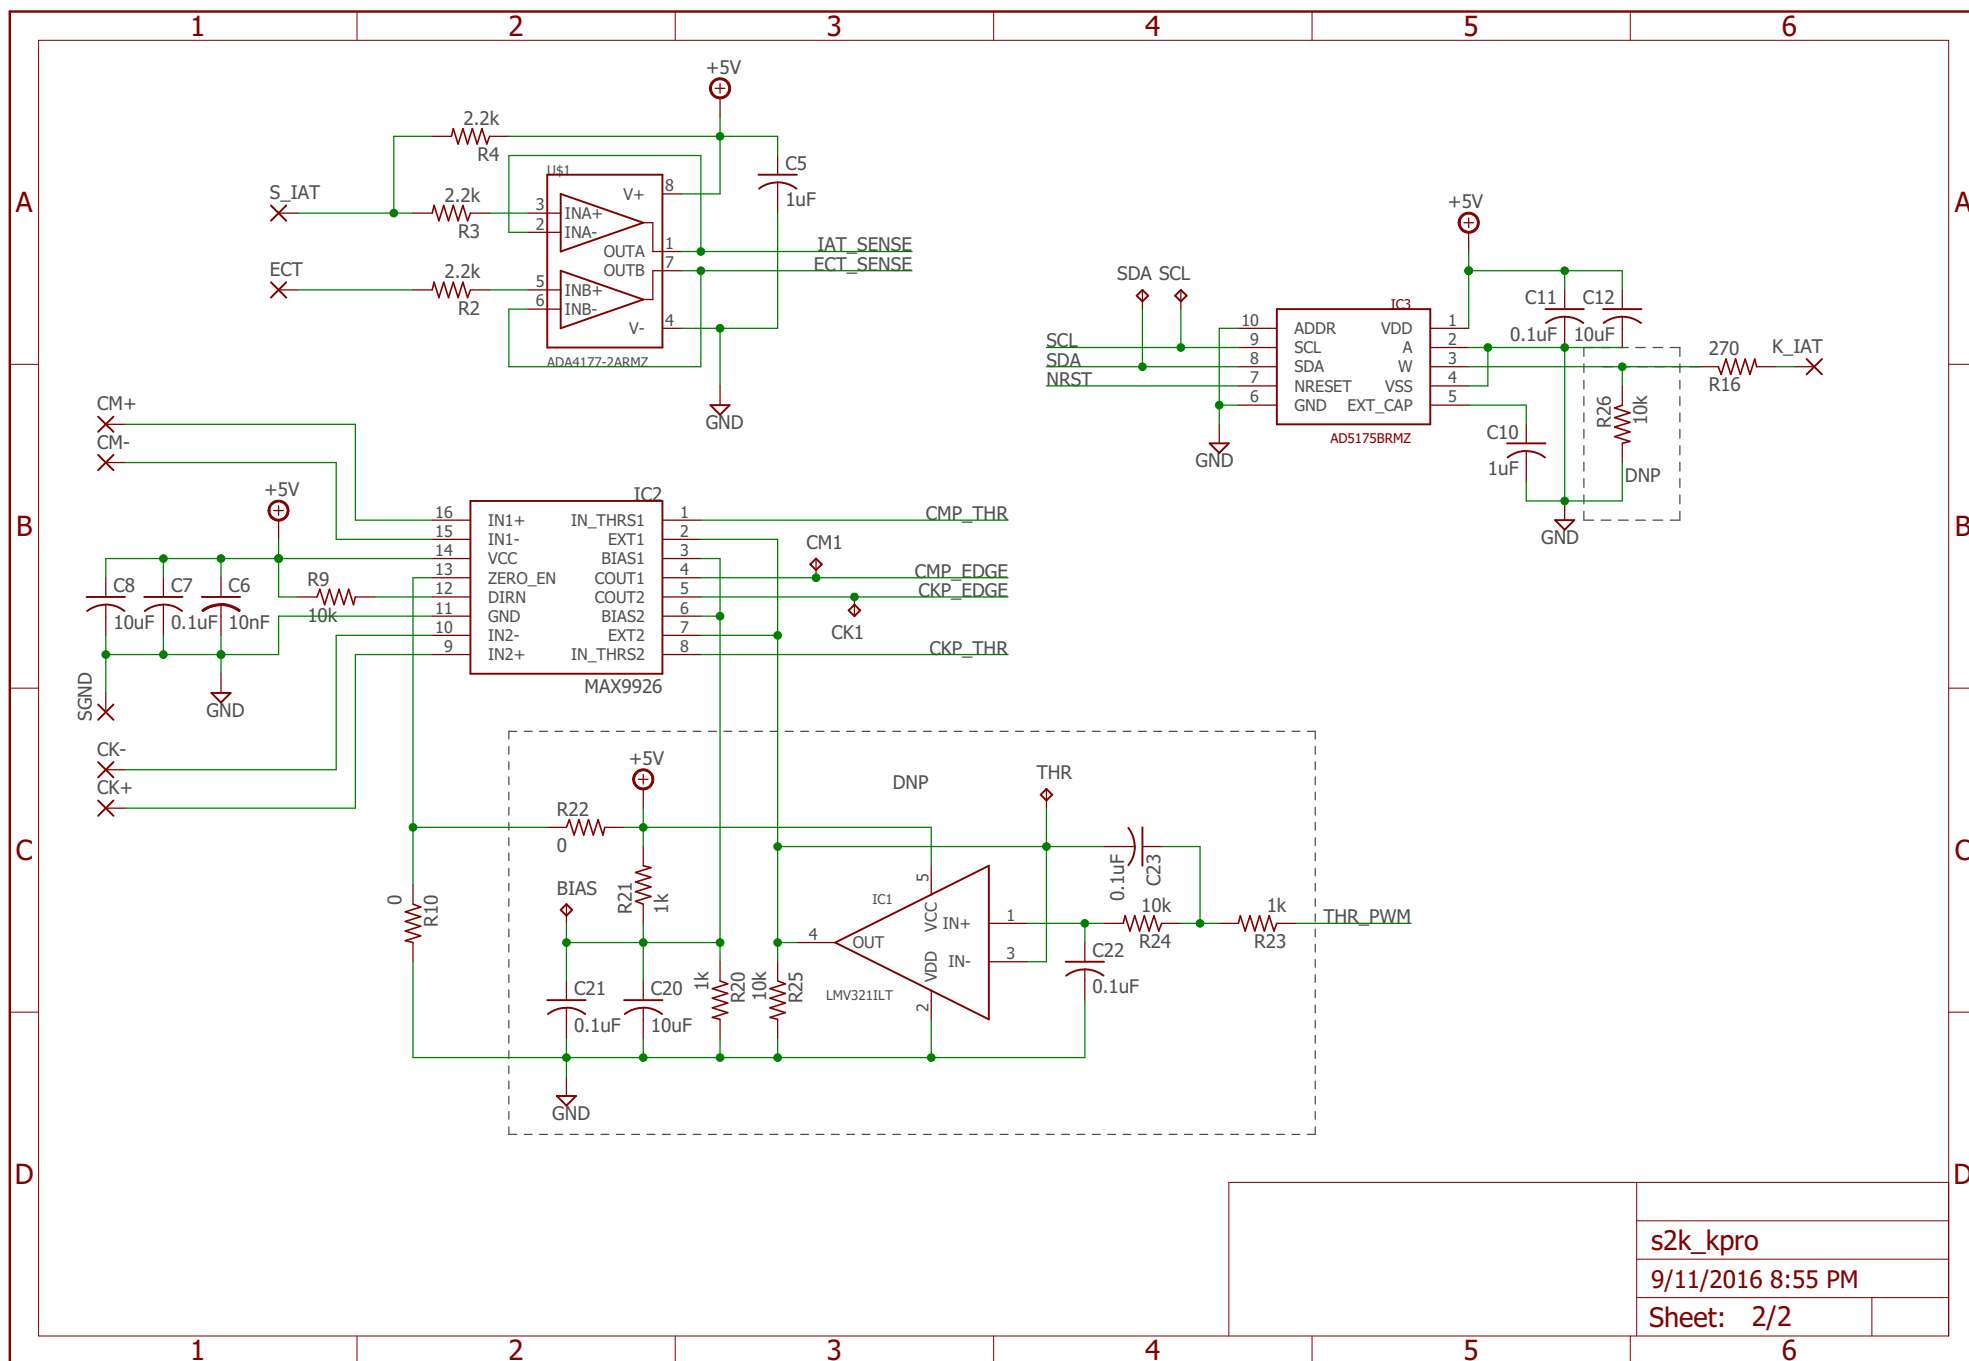 1 2 3 4 5 6
A A
B B
C C
D D
+5V
2.2k
R4
C5
1uF
U$1
S_IAT
2.2k
R3
ECT
2.2k
R2
3 INA+
2 INA-
V+ 8
OUTA 1
OUTB 7
5 INB+
6 INB-
V- 4
ADA4177-2ARMZ
IAT_SENSE
ECT_SENSE
GND
+5V
SDA SCL
C11 C12
0.1uF 10uF
IC3
SCL
SDA
NRST
10 ADDR VDD 1
9 SCL A 2
8 SDA W 3
7 NRESET VSS 4
6 GND EXT_CAP 5
AD5175BRMZ
GND
270
R16
K_IAT
R26
10k
C10
1uF
DNP
GND
CM+
CM-
+5V
IC2
16 IN1+ IN_THRS1 1
15 IN1- EXT1 2
14 VCC BIAS1 3
13 ZERO_EN COUT1 4
12 DIRN COUT2 5
11 GND BIAS2 6
10 IN2- EXT2 7
9 IN2+ IN_THRS2 8
MAX9926
CMP_THR
CM1
CMP_EDGE
CKP_EDGE
CK1
CKP_THR
C8 C7 C6
10uF 0.1uF 10nF
R9
10k
SGND
GND
CK-
CK+
+5V
DNP
THR
R22
0
R21
1k
BIAS
0
R10
C21
0.1uF
C20
10uF
1k
R20
10k
R25
IC1
5
VCC
IN+ 1
4 OUT
VDD
IN- 3
2
LMV321ILT
0.1uF
C23
10k
R24
1k
R23
THR_PWM
C22
0.1uF
GND
s2k_kpro
9/11/2016 8:55 PM
Sheet: 2/2
1 2 3 4 5 6